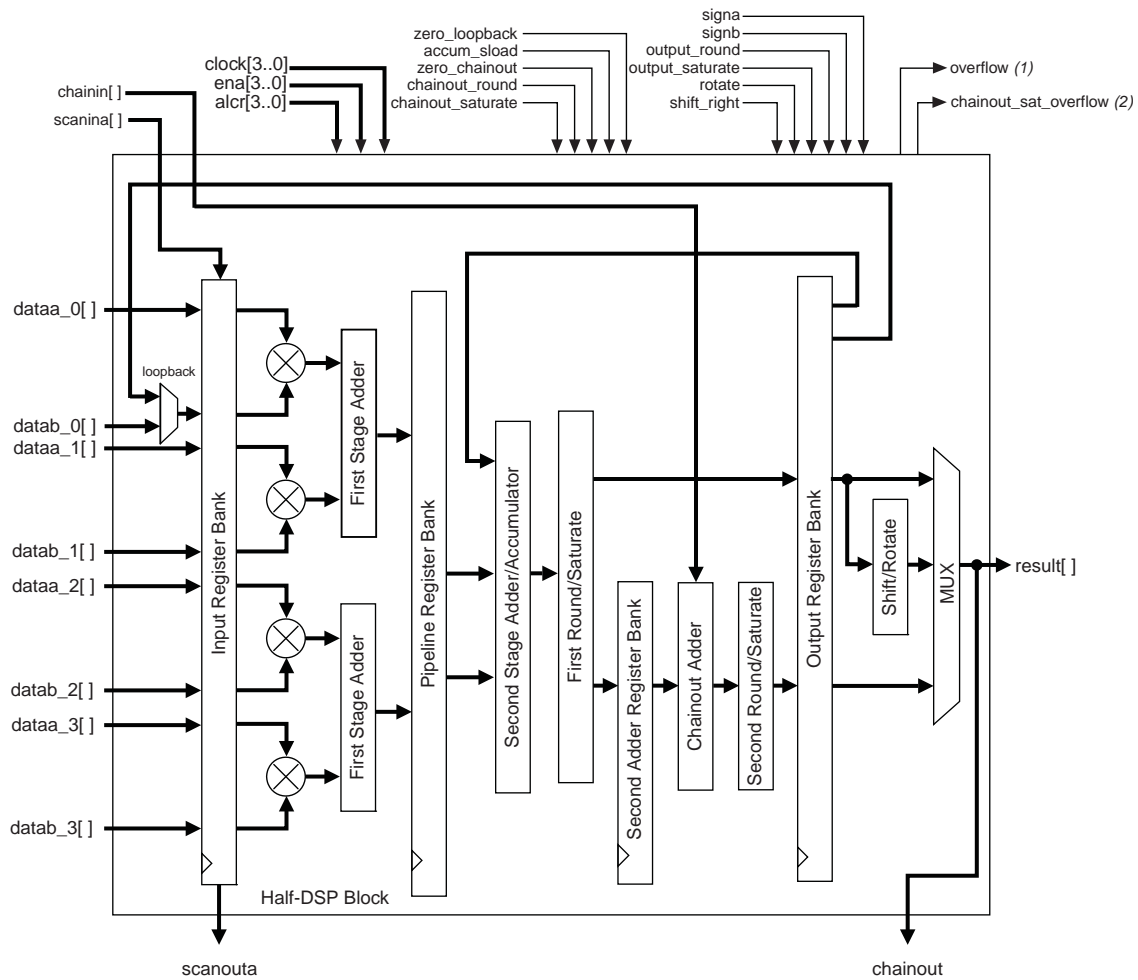 signa
signb
output_round
output_saturate
rotate
shift_right
zero_loopback
accum_sload
zero_chainout
chainout_round
chainout_saturate
clock[3..0]
ena[3..0]
alcr[3..0]
chainin[ ]
scanina[ ]
overflow (1)
chainout_sat_overflow (2)
dataa_0[ ]
loopback
datab_0[ ]
dataa_1[ ]
datab_1[ ]
dataa_2[ ]
datab_2[ ]
dataa_3[ ]
datab_3[ ]
Input Register Bank
First Stage Adder
First Stage Adder
Pipeline Register Bank
Second Stage Adder/Accumulator
First Round/Saturate
Second Adder Register Bank
Chainout Adder
Second Round/Saturate
Output Register Bank
Shift/Rotate
MUX
result[ ]
Half-DSP Block
scanouta
chainout